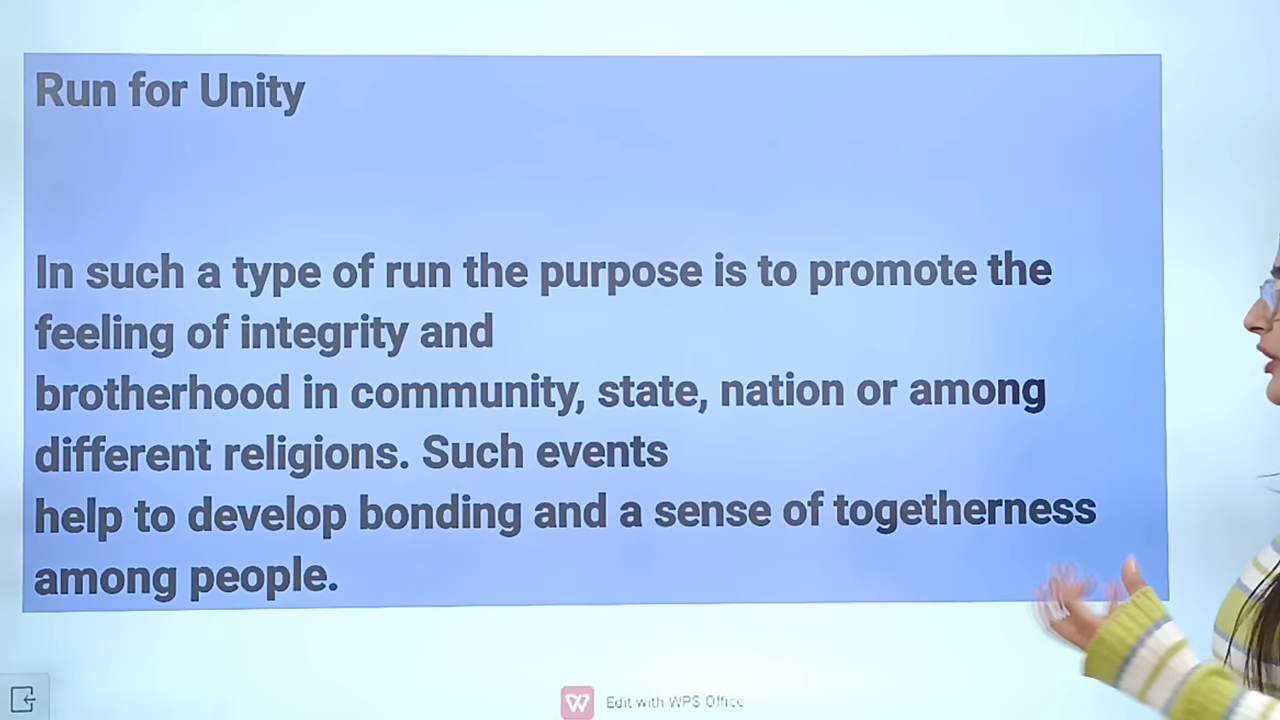 Run for Unity
In such a type of run the purpose is to promote the
feeling of integrity and
brotherhood in community, state, nation or among
different religions. Such events
help to develop bonding and a sense of togetherness
among people.
Edit with WPS Office